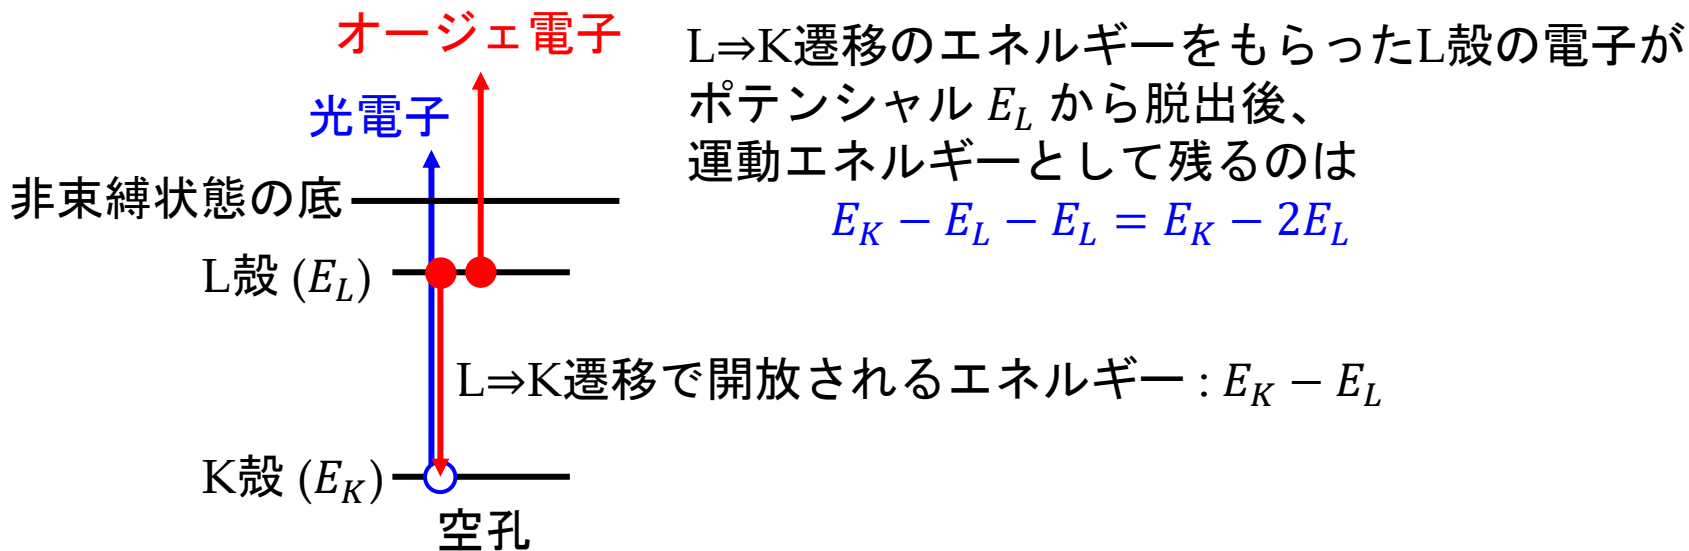 オージェ電子
光電子
非束縛状態の底
L殻 (E_L)
K殻 (E_K)
空孔
L⇒K遷移のエネルギーをもらったL殻の電子が
ポテンシャル E_L から脱出後、
運動エネルギーとして残るのは
E_K − E_L − E_L = E_K − 2E_L
L⇒K遷移で開放されるエネルギー : E_K − E_L